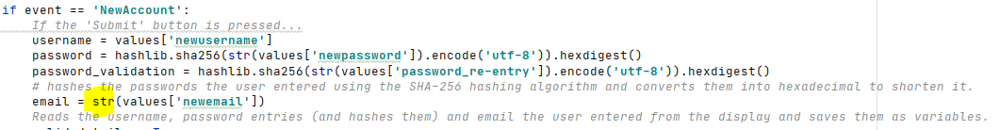 if event == 'NewAccount':
If the 'Submit' button is pressed...
username = values['newusername']
password = hashlib.sha256(str(values['newpassword']).encode('utf-8')).hexdigest()
password_validation = hashlib.sha256(str(values['password_re-entry']).encode('utf-8')).hexdigest()
# hashes the passwords the user entered using the SHA-256 hashing algorithm and converts them into hexadecimal to shorten it.
email = str(values['newemail'])
Reads the username, password entries (and hashes them) and email the user entered from the display and saves them as variables.